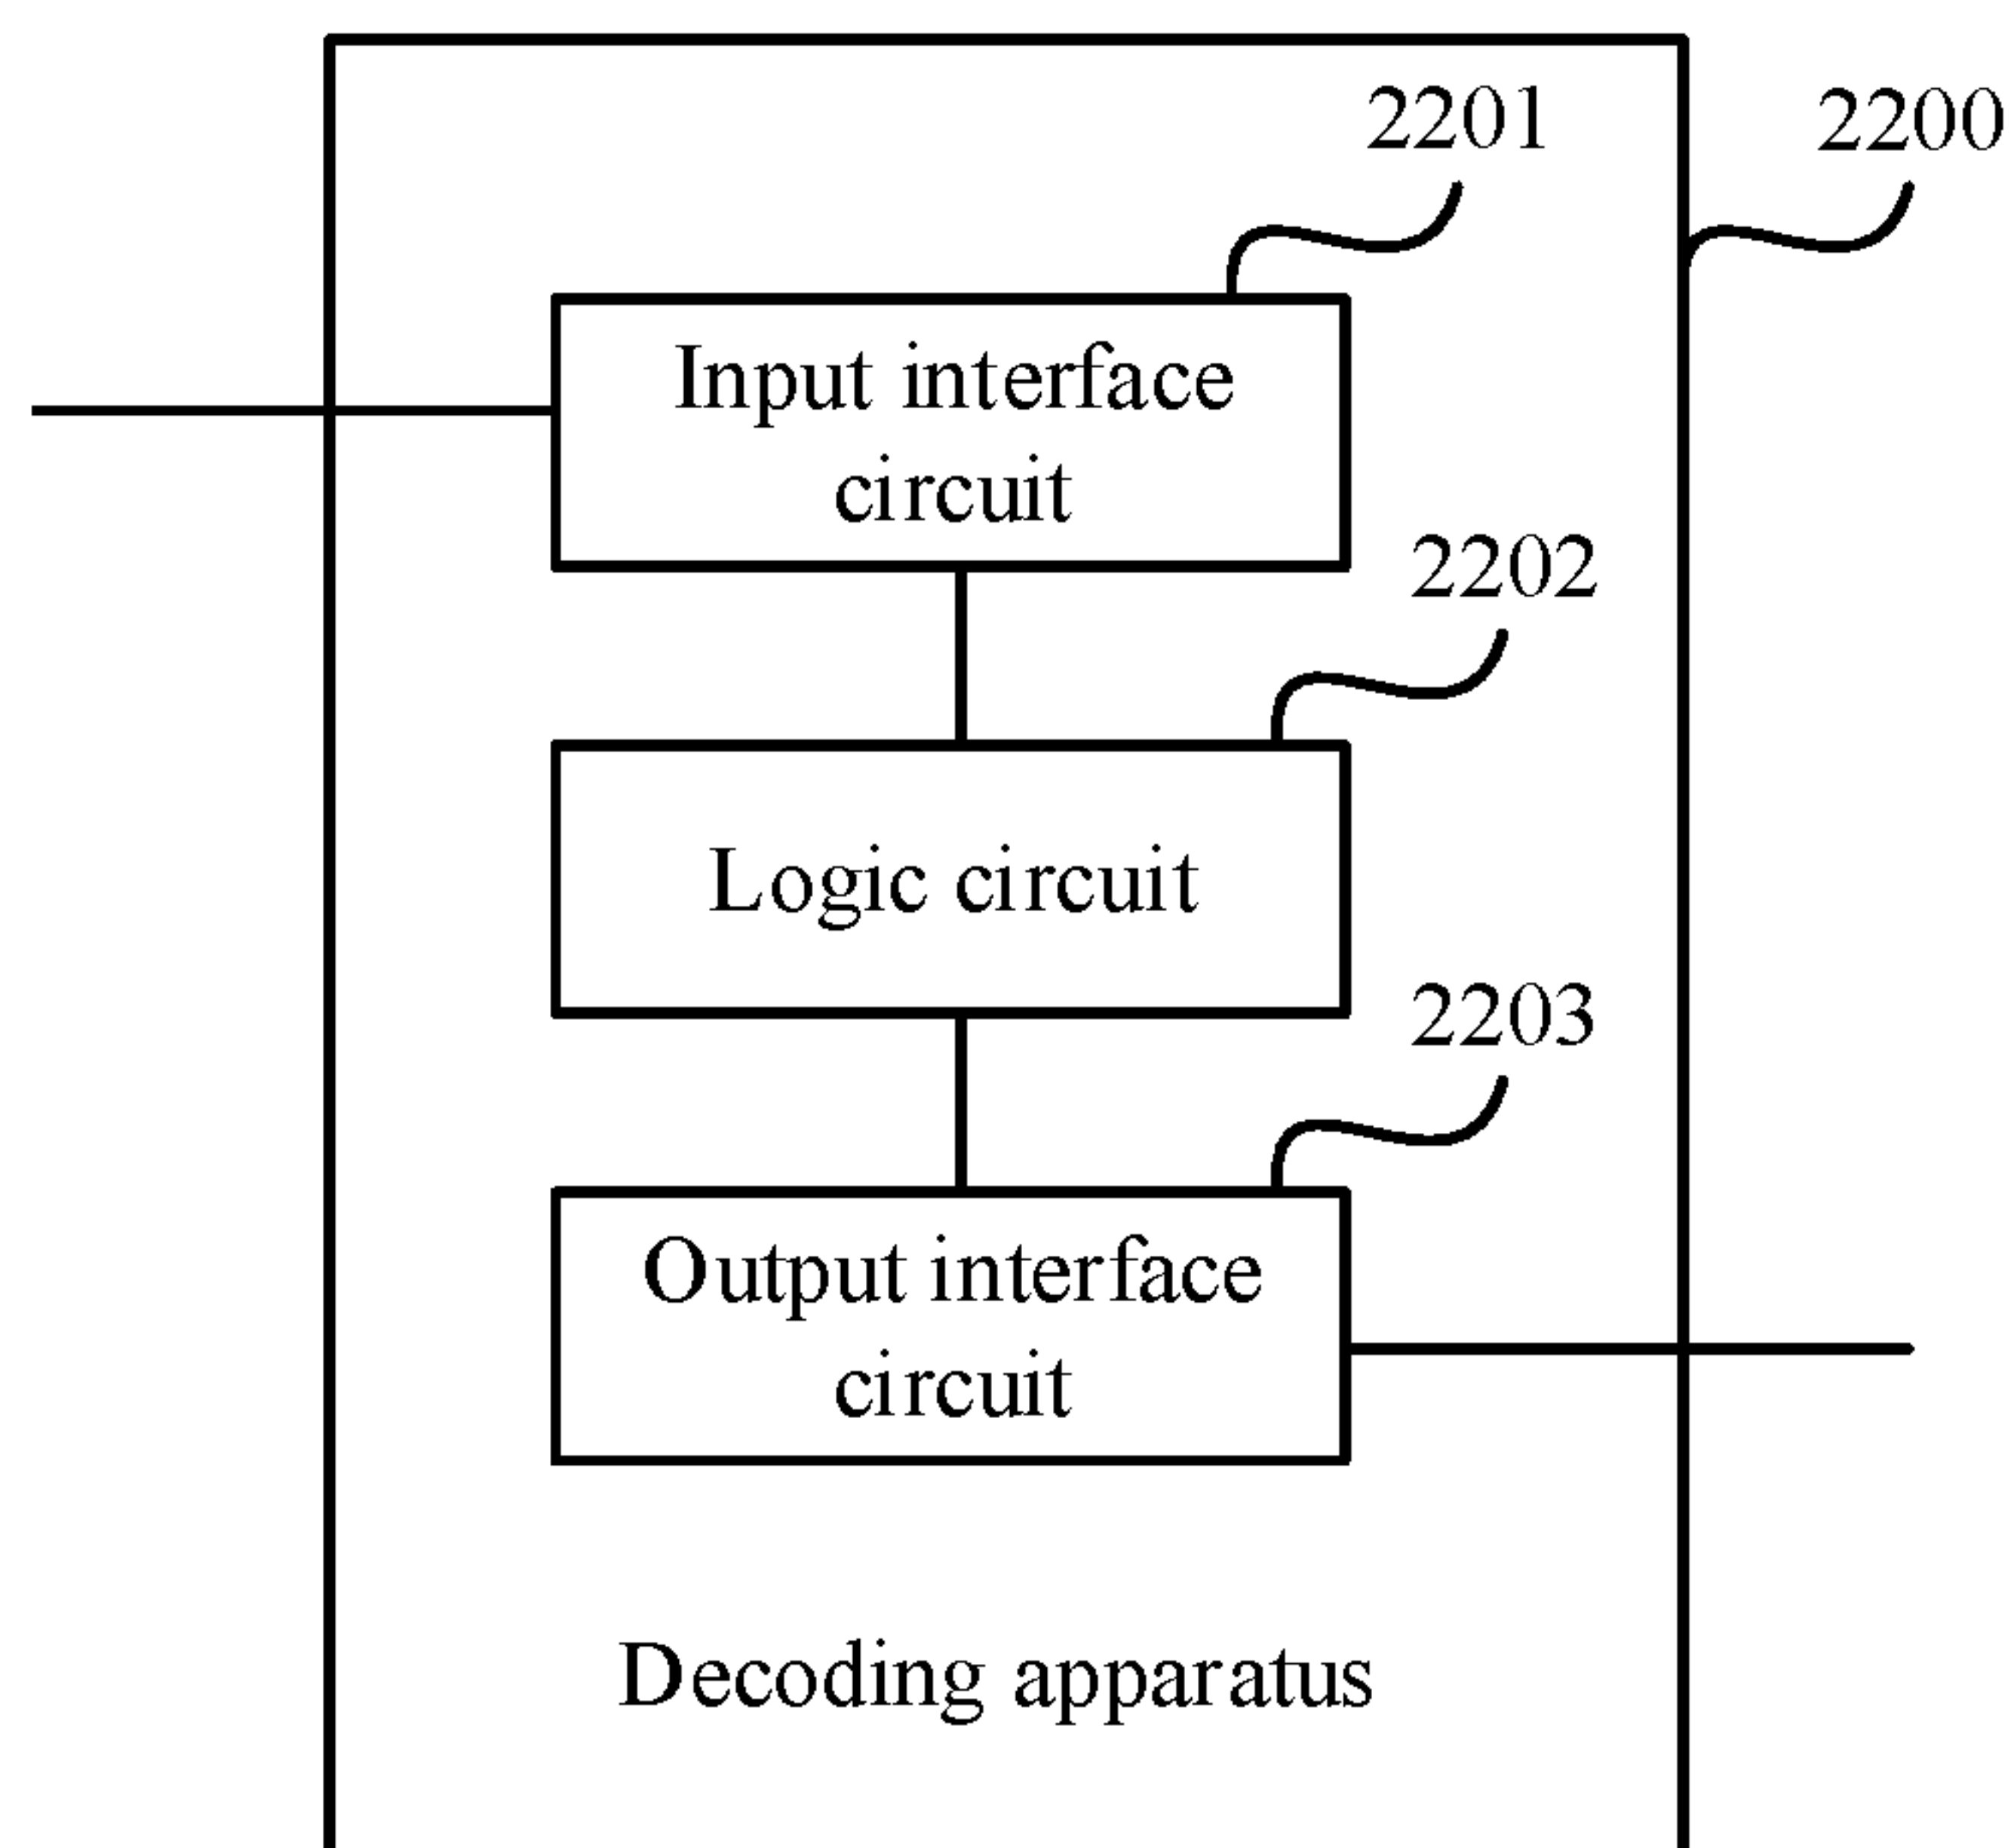 2201
2200
Input interface
circuit
2202
Logic circuit
2203
Output interface
circuit
Decoding apparatus